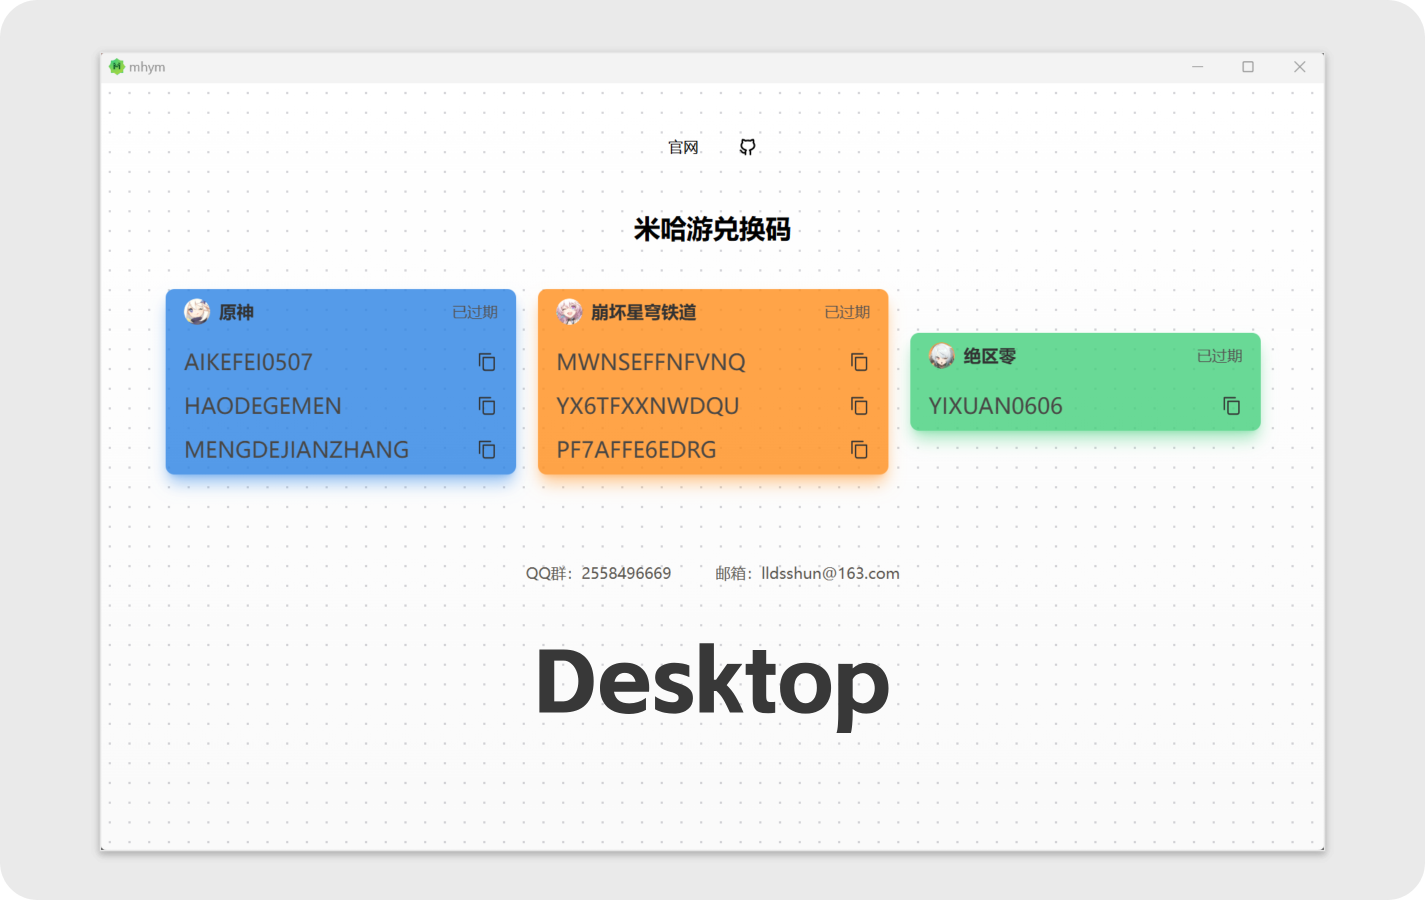 mhym
官网
米哈游兑换码
原神 已过期
AIKEFEI0507
HAODEGEMEN
MENGDEJIANZHANG
崩坏星穹铁道 已过期
MWNSEFFNFVNQ
YX6TFXXNWDQU
PF7AFFE6EDRG
绝区零 已过期
YIXUAN0606
QQ群：2558496669 邮箱：lldsshun@163.com
Desktop